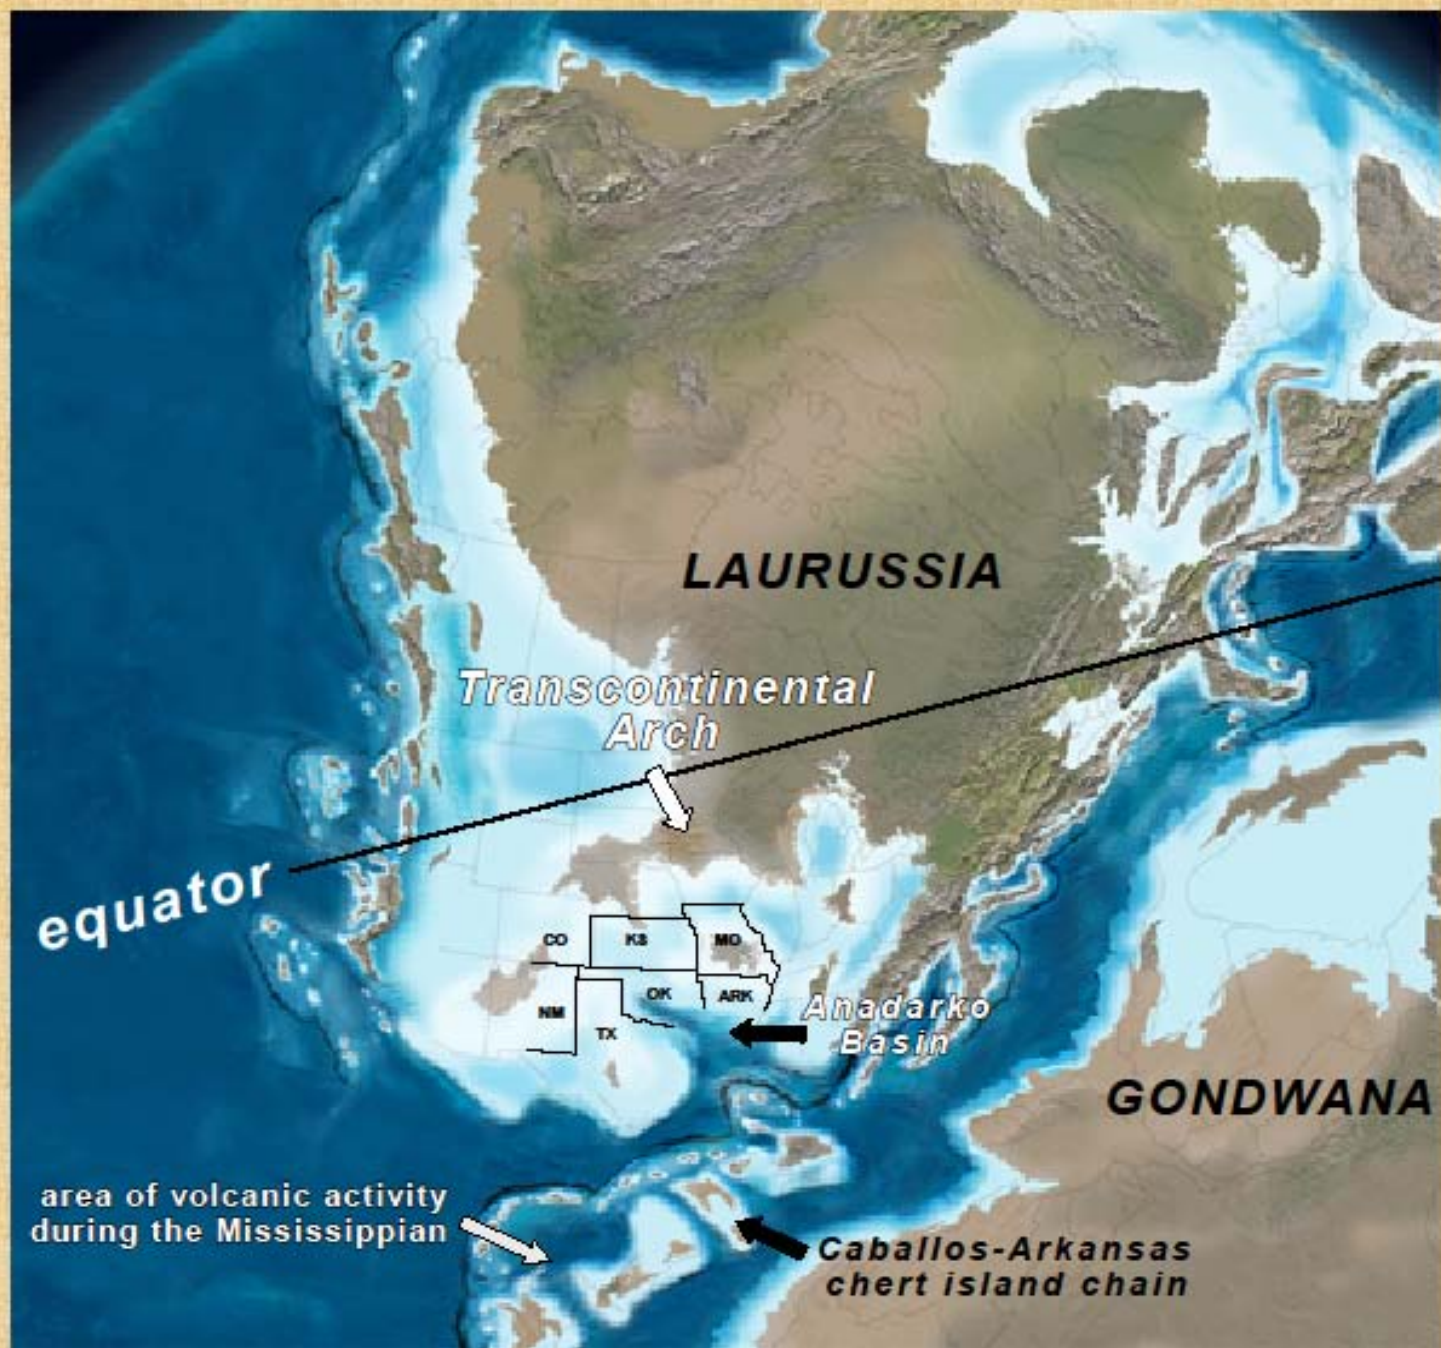 LAURUSSIA
Transcontinental
Arch
equator
CO
KS
MO
NM
TX
OK
ARK
Anadarko
Basin
GONDWANA
area of volcanic activity
during the Mississippian
Caballos-Arkansas
chert island chain